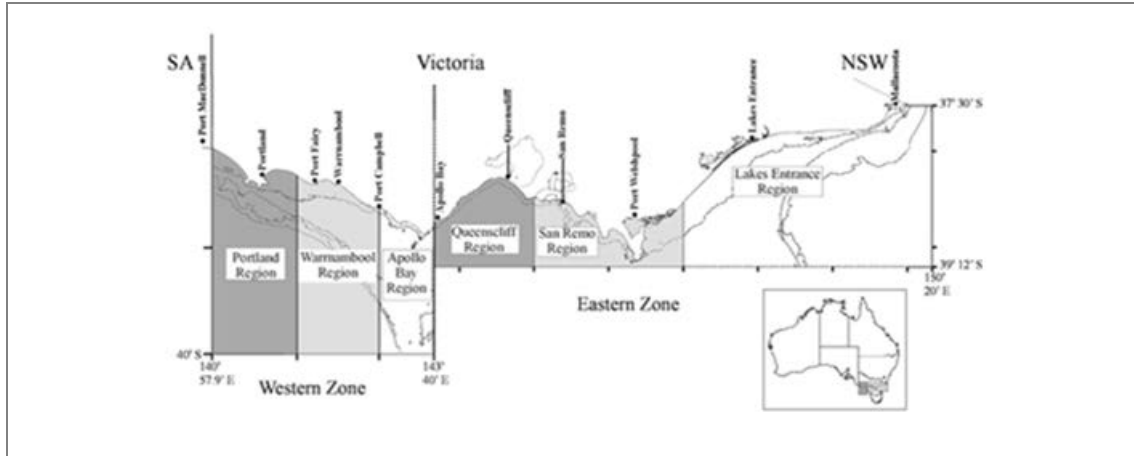 SA
Victoria
NSW
Port MacDonnell
Portland
Port Fairy
Warrnambool
Port Campbell
Apollo Bay
Queenscliff
San Remo
Port Welshpool
Lakes Entrance
Mallacoota
37° 30' S
Lakes Entrance
Region
Portland
Region
Warrnambool
Region
Apollo
Bay
Region
Queenscliff
Region
San Remo
Region
39° 12' S
150°
20' E
Eastern Zone
40° S
140°
57.9' E
143°
40' E
Western Zone